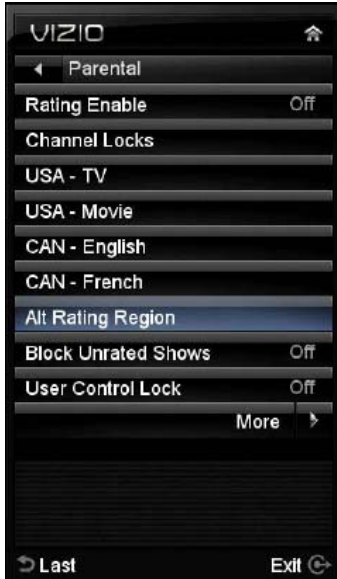 VIZIO
Parental
Rating Enable Off
Channel Locks
USA - TV
USA - Movie
CAN - English
CAN - French
Alt Rating Region
Block Unrated Shows Off
User Control Lock Off
More
Last Exit